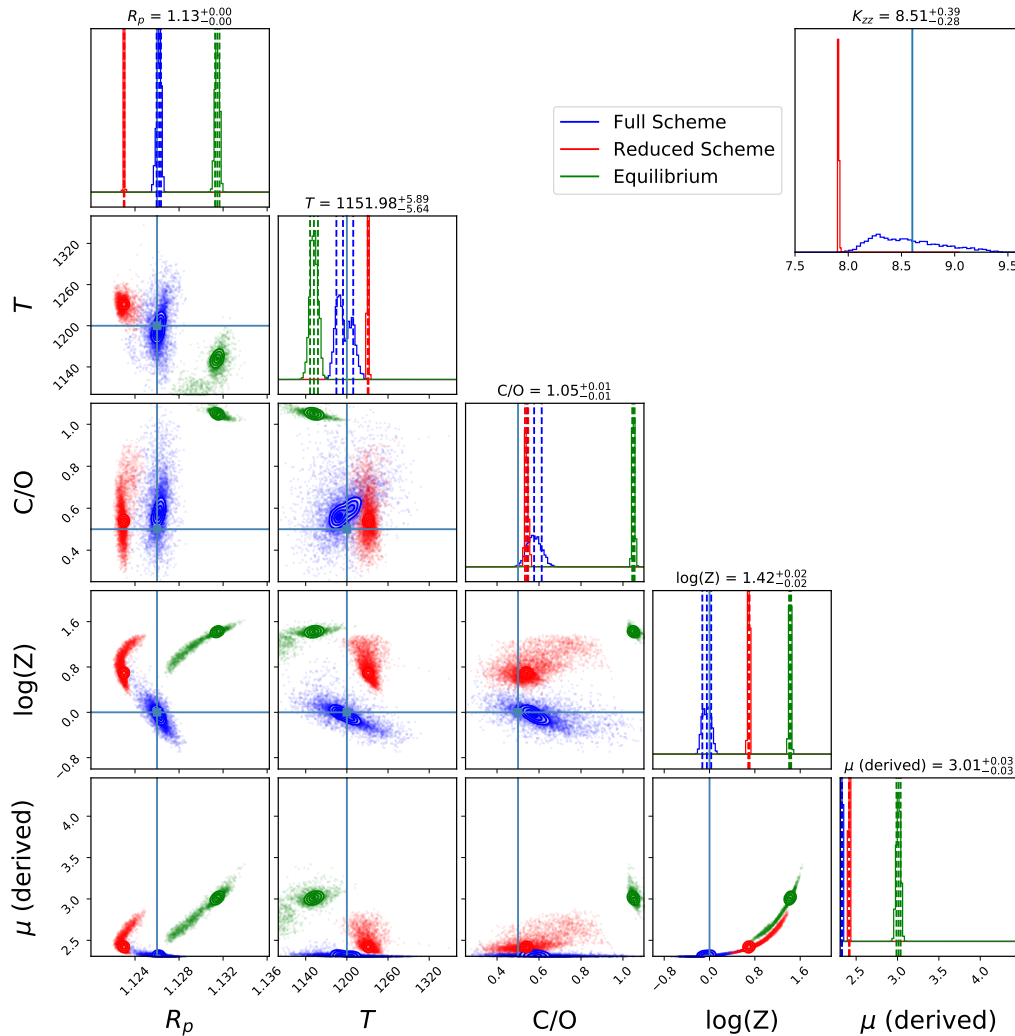 R_p = 1.13^{+0.00}_{-0.00}
K_{zz} = 8.51^{+0.39}_{-0.28}
Full Scheme
Reduced Scheme
Equilibrium
7.5 8.0 8.5 9.0 9.5
T = 1151.98^{+5.89}_{-5.64}
T
1320
1260
1200
1140
C/O = 1.05^{+0.01}_{-0.01}
C/O
1.0
0.8
0.6
0.4
log(Z) = 1.42^{+0.02}_{-0.02}
log(Z)
1.6
0.8
0.0
−0.8
μ (derived) = 3.01^{+0.03}_{-0.03}
μ (derived)
4.0
3.5
3.0
2.5
1.124 1.128 1.132 1.136 1140 1200 1260 1320 0.4 0.6 0.8 1.0 −0.8 0.0 0.8 1.6 2.5 3.0 3.5 4.0
R_p T C/O log(Z) μ (derived)